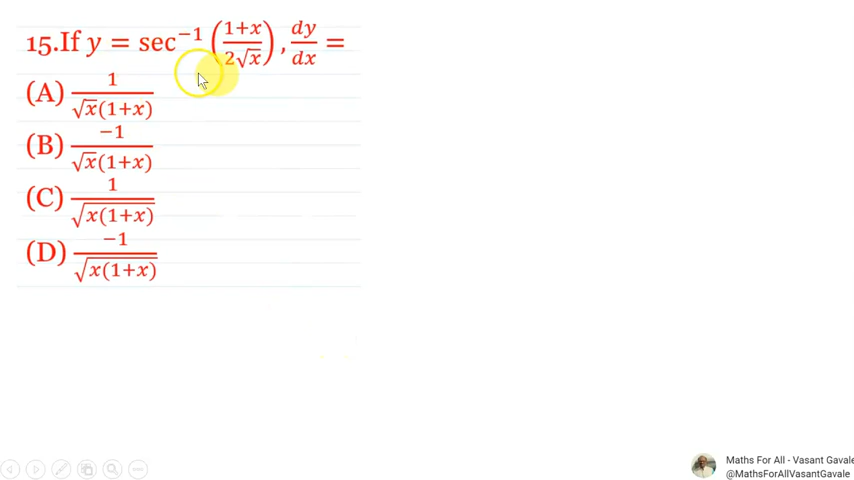 15.If y = sec⁻¹ ((1+x)/(2√x)), dy/dx =
(A) 1/(√x(1+x))
(B) −1/(√x(1+x))
(C) 1/√(x(1+x))
(D) −1/√(x(1+x))
Maths For All - Vasant Gavale
@MathsForAllVasantGavale